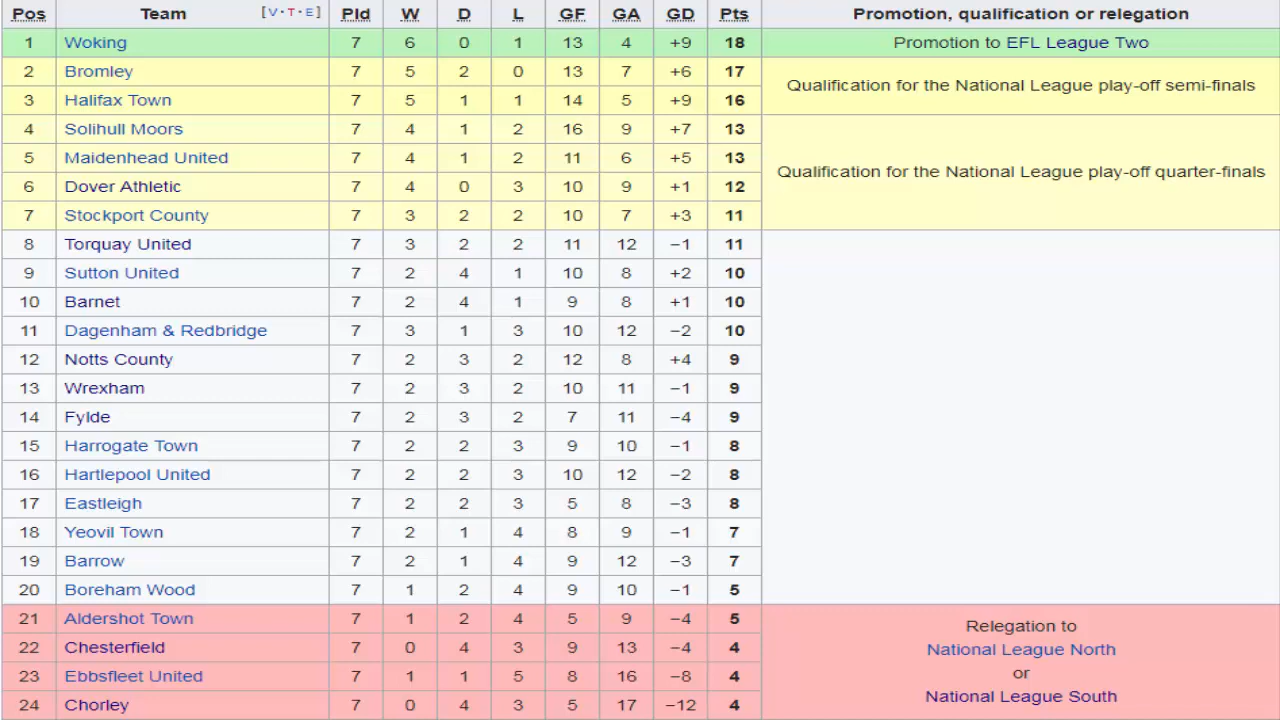 Pos Team [V·T·E] Pld W D L GF GA GD Pts Promotion, qualification or relegation
1 Woking 7 6 0 1 13 4 +9 18 Promotion to EFL League Two
2 Bromley 7 5 2 0 13 7 +6 17
Qualification for the National League play-off semi-finals
3 Halifax Town 7 5 1 1 14 5 +9 16
4 Solihull Moors 7 4 1 2 16 9 +7 13
5 Maidenhead United 7 4 1 2 11 6 +5 13
Qualification for the National League play-off quarter-finals
6 Dover Athletic 7 4 0 3 10 9 +1 12
7 Stockport County 7 3 2 2 10 7 +3 11
8 Torquay United 7 3 2 2 11 12 −1 11
9 Sutton United 7 2 4 1 10 8 +2 10
10 Barnet 7 2 4 1 9 8 +1 10
11 Dagenham & Redbridge 7 3 1 3 10 12 −2 10
12 Notts County 7 2 3 2 12 8 +4 9
13 Wrexham 7 2 3 2 10 11 −1 9
14 Fylde 7 2 3 2 7 11 −4 9
15 Harrogate Town 7 2 2 3 9 10 −1 8
16 Hartlepool United 7 2 2 3 10 12 −2 8
17 Eastleigh 7 2 2 3 5 8 −3 8
18 Yeovil Town 7 2 1 4 8 9 −1 7
19 Barrow 7 2 1 4 9 12 −3 7
20 Boreham Wood 7 1 2 4 9 10 −1 5
21 Aldershot Town 7 1 2 4 5 9 −4 5
Relegation to
22 Chesterfield 7 0 4 3 9 13 −4 4
National League North
23 Ebbsfleet United 7 1 1 5 8 16 −8 4
or
National League South
24 Chorley 7 0 4 3 5 17 −12 4